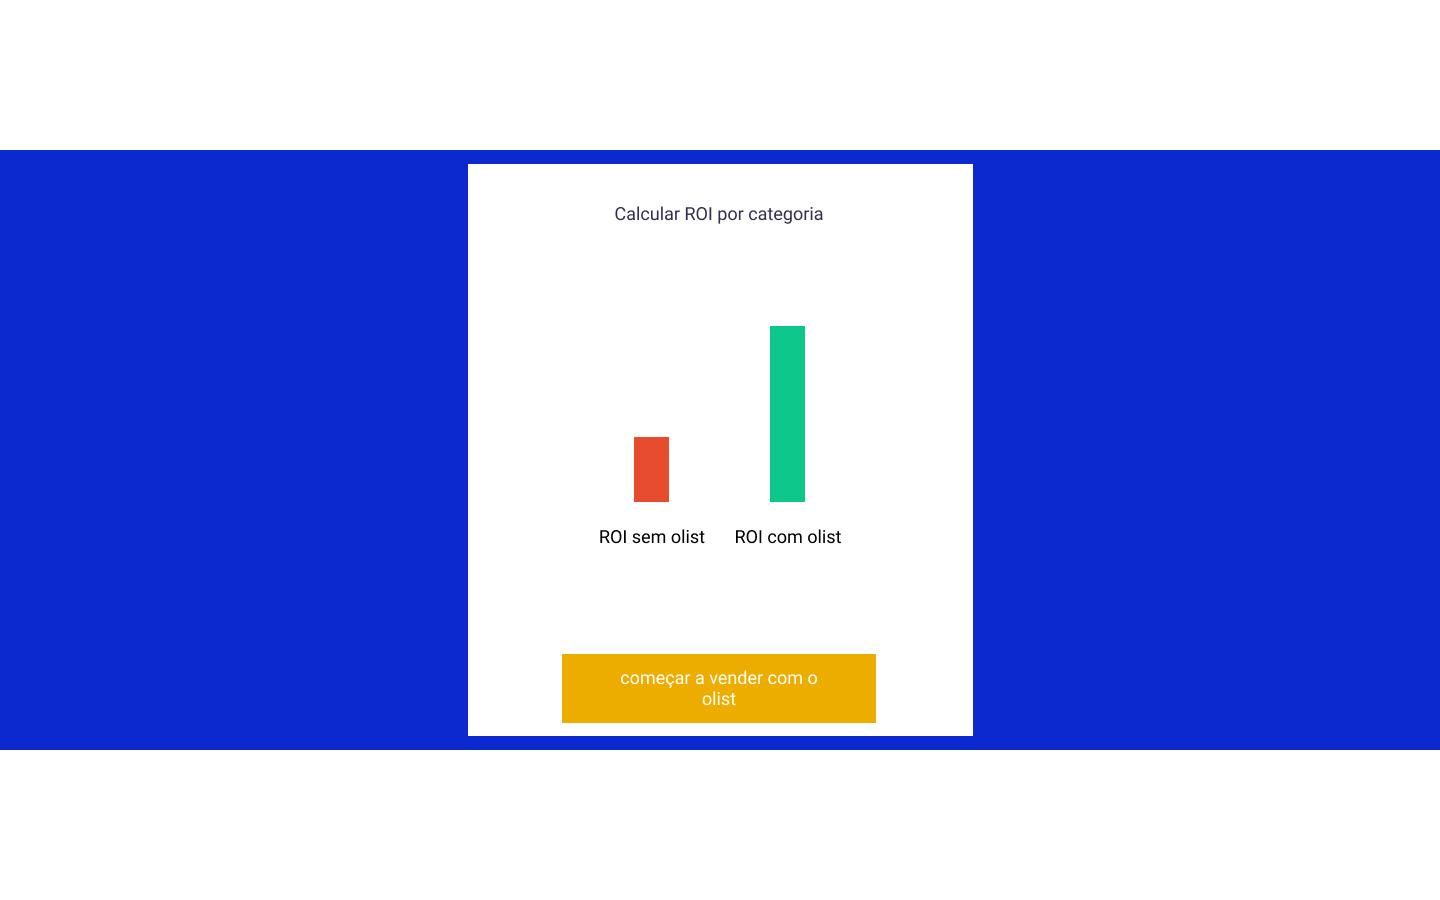 Calcular ROI por categoria
ROI sem olist
ROI com olist
começar a vender com o
olist